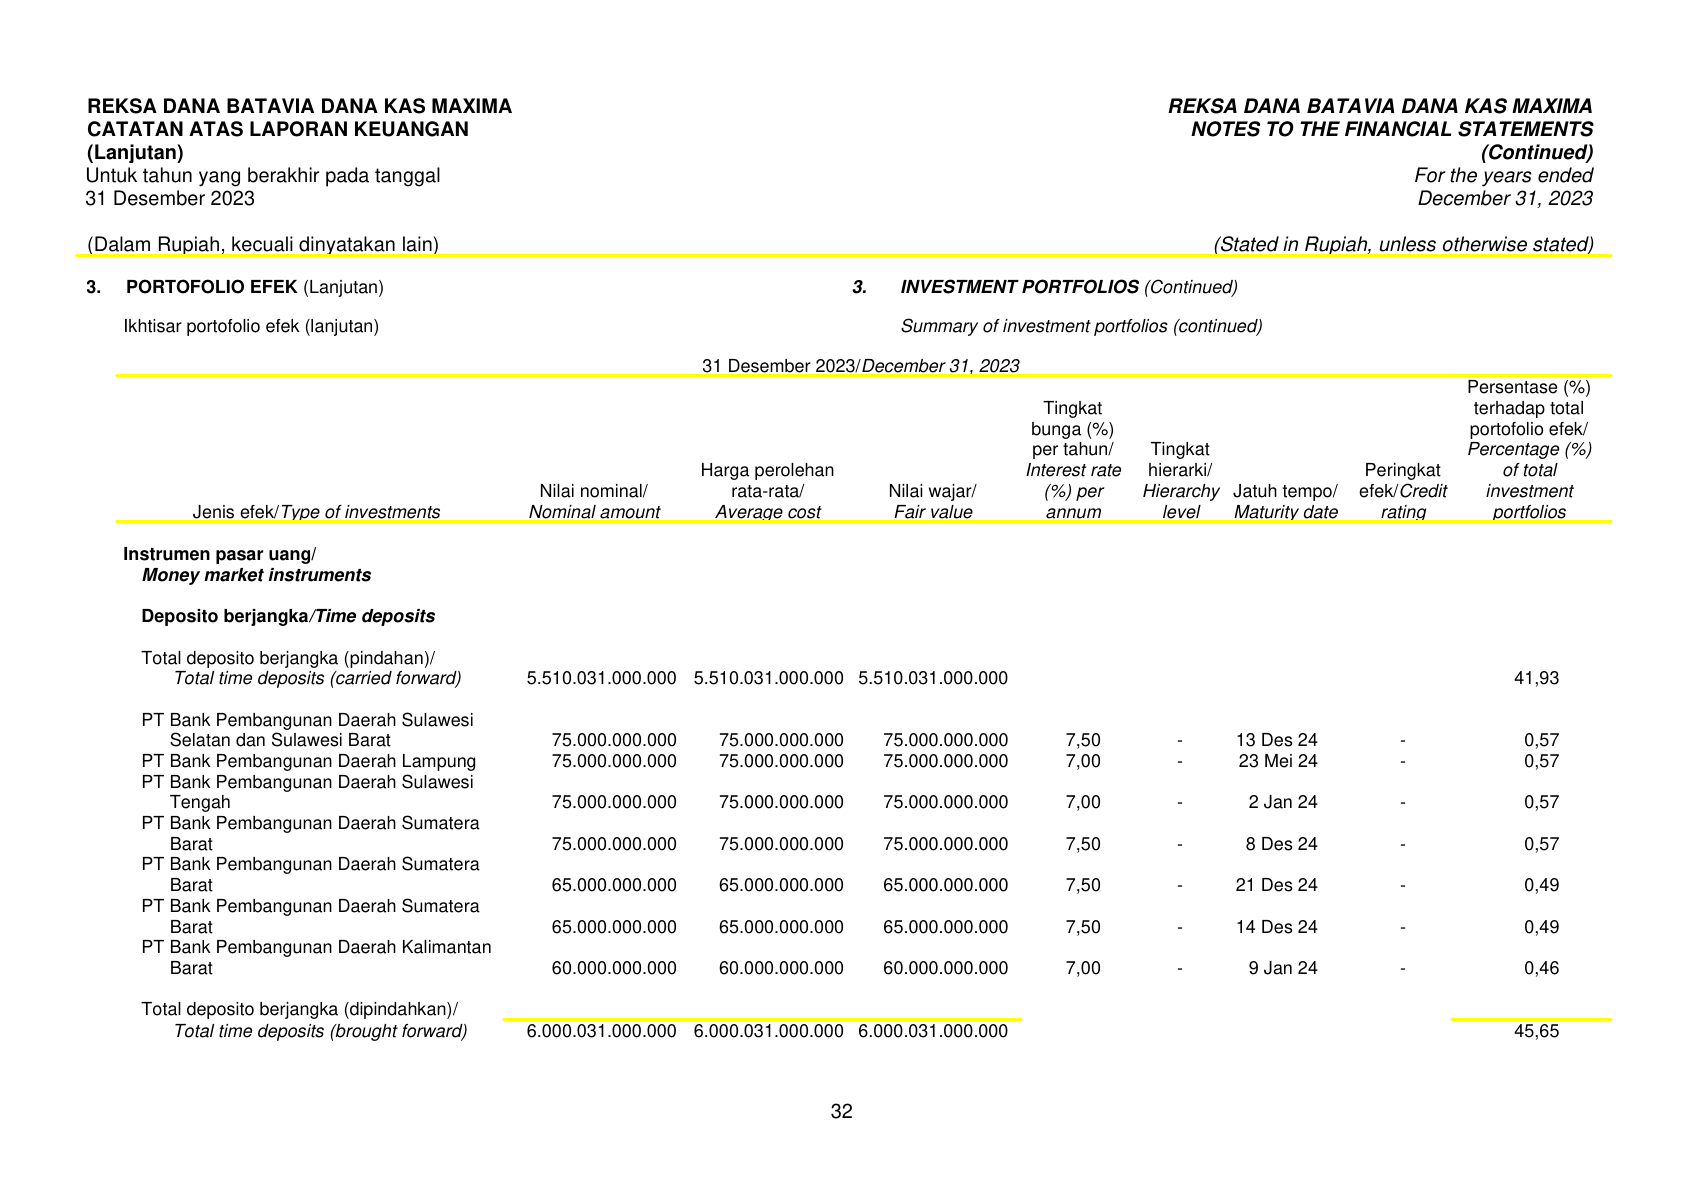 REKSA DANA BATAVIA DANA KAS MAXIMA
CATATAN ATAS LAPORAN KEUANGAN
(Lanjutan)
Untuk tahun yang berakhir pada tanggal
31 Desember 2023
(Dalam Rupiah, kecuali dinyatakan lain)
REKSA DANA BATAVIA DANA KAS MAXIMA
NOTES TO THE FINANCIAL STATEMENTS
(Continued)
For the years ended
December 31, 2023
(Stated in Rupiah, unless otherwise stated)
3. PORTOFOLIO EFEK (Lanjutan)
3. INVESTMENT PORTFOLIOS (Continued)
Ikhtisar portofolio efek (lanjutan)
Summary of investment portfolios (continued)
31 Desember 2023/December 31, 2023
Jenis efek/Type of investments
Nilai nominal/
Nominal amount
Harga perolehan
rata-rata/
Average cost
Nilai wajar/
Fair value
Tingkat
bunga (%)
per tahun/
Interest rate
(%) per
annum
Tingkat
hierarki/
Hierarchy
level
Jatuh tempo/
Maturity date
Peringkat
efek/Credit
rating
Persentase (%)
terhadap total
portofolio efek/
Percentage (%)
of total
investment
portfolios
Instrumen pasar uang/
Money market instruments
Deposito berjangka/Time deposits
Total deposito berjangka (pindahan)/
Total time deposits (carried forward) 5.510.031.000.000 5.510.031.000.000 5.510.031.000.000 41,93
PT Bank Pembangunan Daerah Sulawesi
Selatan dan Sulawesi Barat 75.000.000.000 75.000.000.000 75.000.000.000 7,50 - 13 Des 24 - 0,57
PT Bank Pembangunan Daerah Lampung 75.000.000.000 75.000.000.000 75.000.000.000 7,00 - 23 Mei 24 - 0,57
PT Bank Pembangunan Daerah Sulawesi
Tengah 75.000.000.000 75.000.000.000 75.000.000.000 7,00 - 2 Jan 24 - 0,57
PT Bank Pembangunan Daerah Sumatera
Barat 75.000.000.000 75.000.000.000 75.000.000.000 7,50 - 8 Des 24 - 0,57
PT Bank Pembangunan Daerah Sumatera
Barat 65.000.000.000 65.000.000.000 65.000.000.000 7,50 - 21 Des 24 - 0,49
PT Bank Pembangunan Daerah Sumatera
Barat 65.000.000.000 65.000.000.000 65.000.000.000 7,50 - 14 Des 24 - 0,49
PT Bank Pembangunan Daerah Kalimantan
Barat 60.000.000.000 60.000.000.000 60.000.000.000 7,00 - 9 Jan 24 - 0,46
Total deposito berjangka (dipindahkan)/
Total time deposits (brought forward) 6.000.031.000.000 6.000.031.000.000 6.000.031.000.000 45,65
32